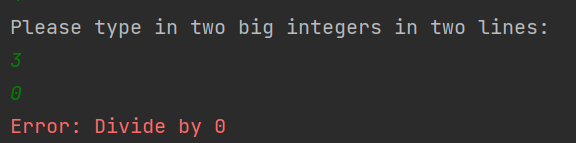 Please type in two big integers in two lines:
3
0
Error: Divide by 0